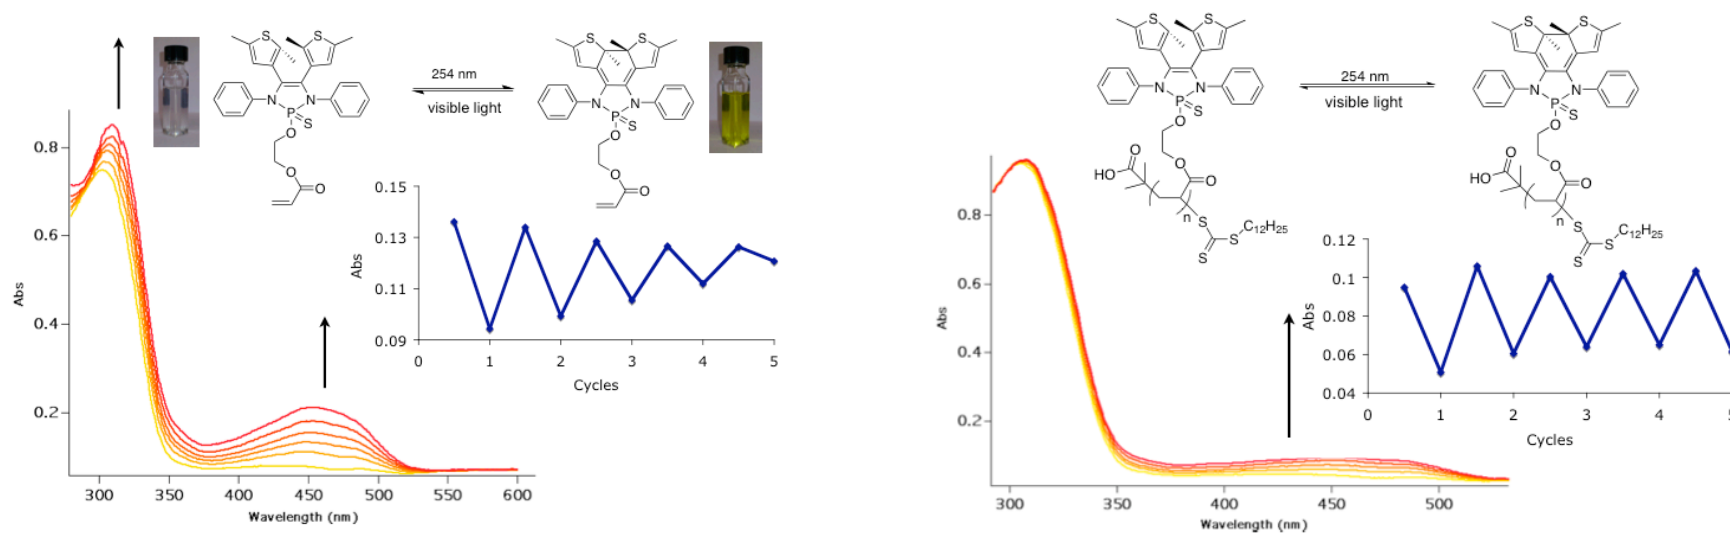 S S
N N
P=S
O
O
O
254 nm
visible light
S S
N N
P=S
O
O
O
0.8
0.6
0.4
0.2
Abs
300 350 400 450 500 550 600
Wavelength (nm)
0.15
0.13
0.11
0.09
Abs
0 1 2 3 4 5
Cycles
S S
N N
P=S
O
O
O
HO
O
n
S
S
S
C12H25
254 nm
visible light
S S
N N
P=S
O
O
O
HO
O
n
S
S
S
C12H25
0.8
0.6
0.4
0.2
Abs
300 350 400 450 500
Wavelength (nm)
0.12
0.1
0.08
0.06
0.04
Abs
0 1 2 3 4 5
Cycles